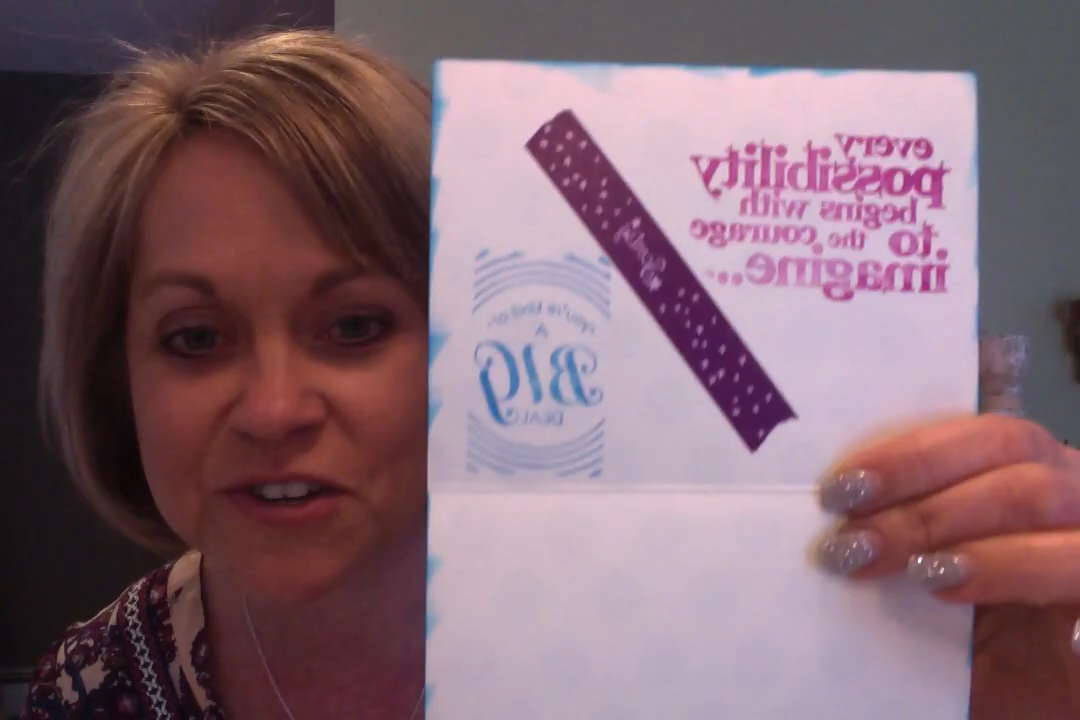 every
possibility
begins with
to the courage
imagine...
you're kind of
A
BIG
DEAL